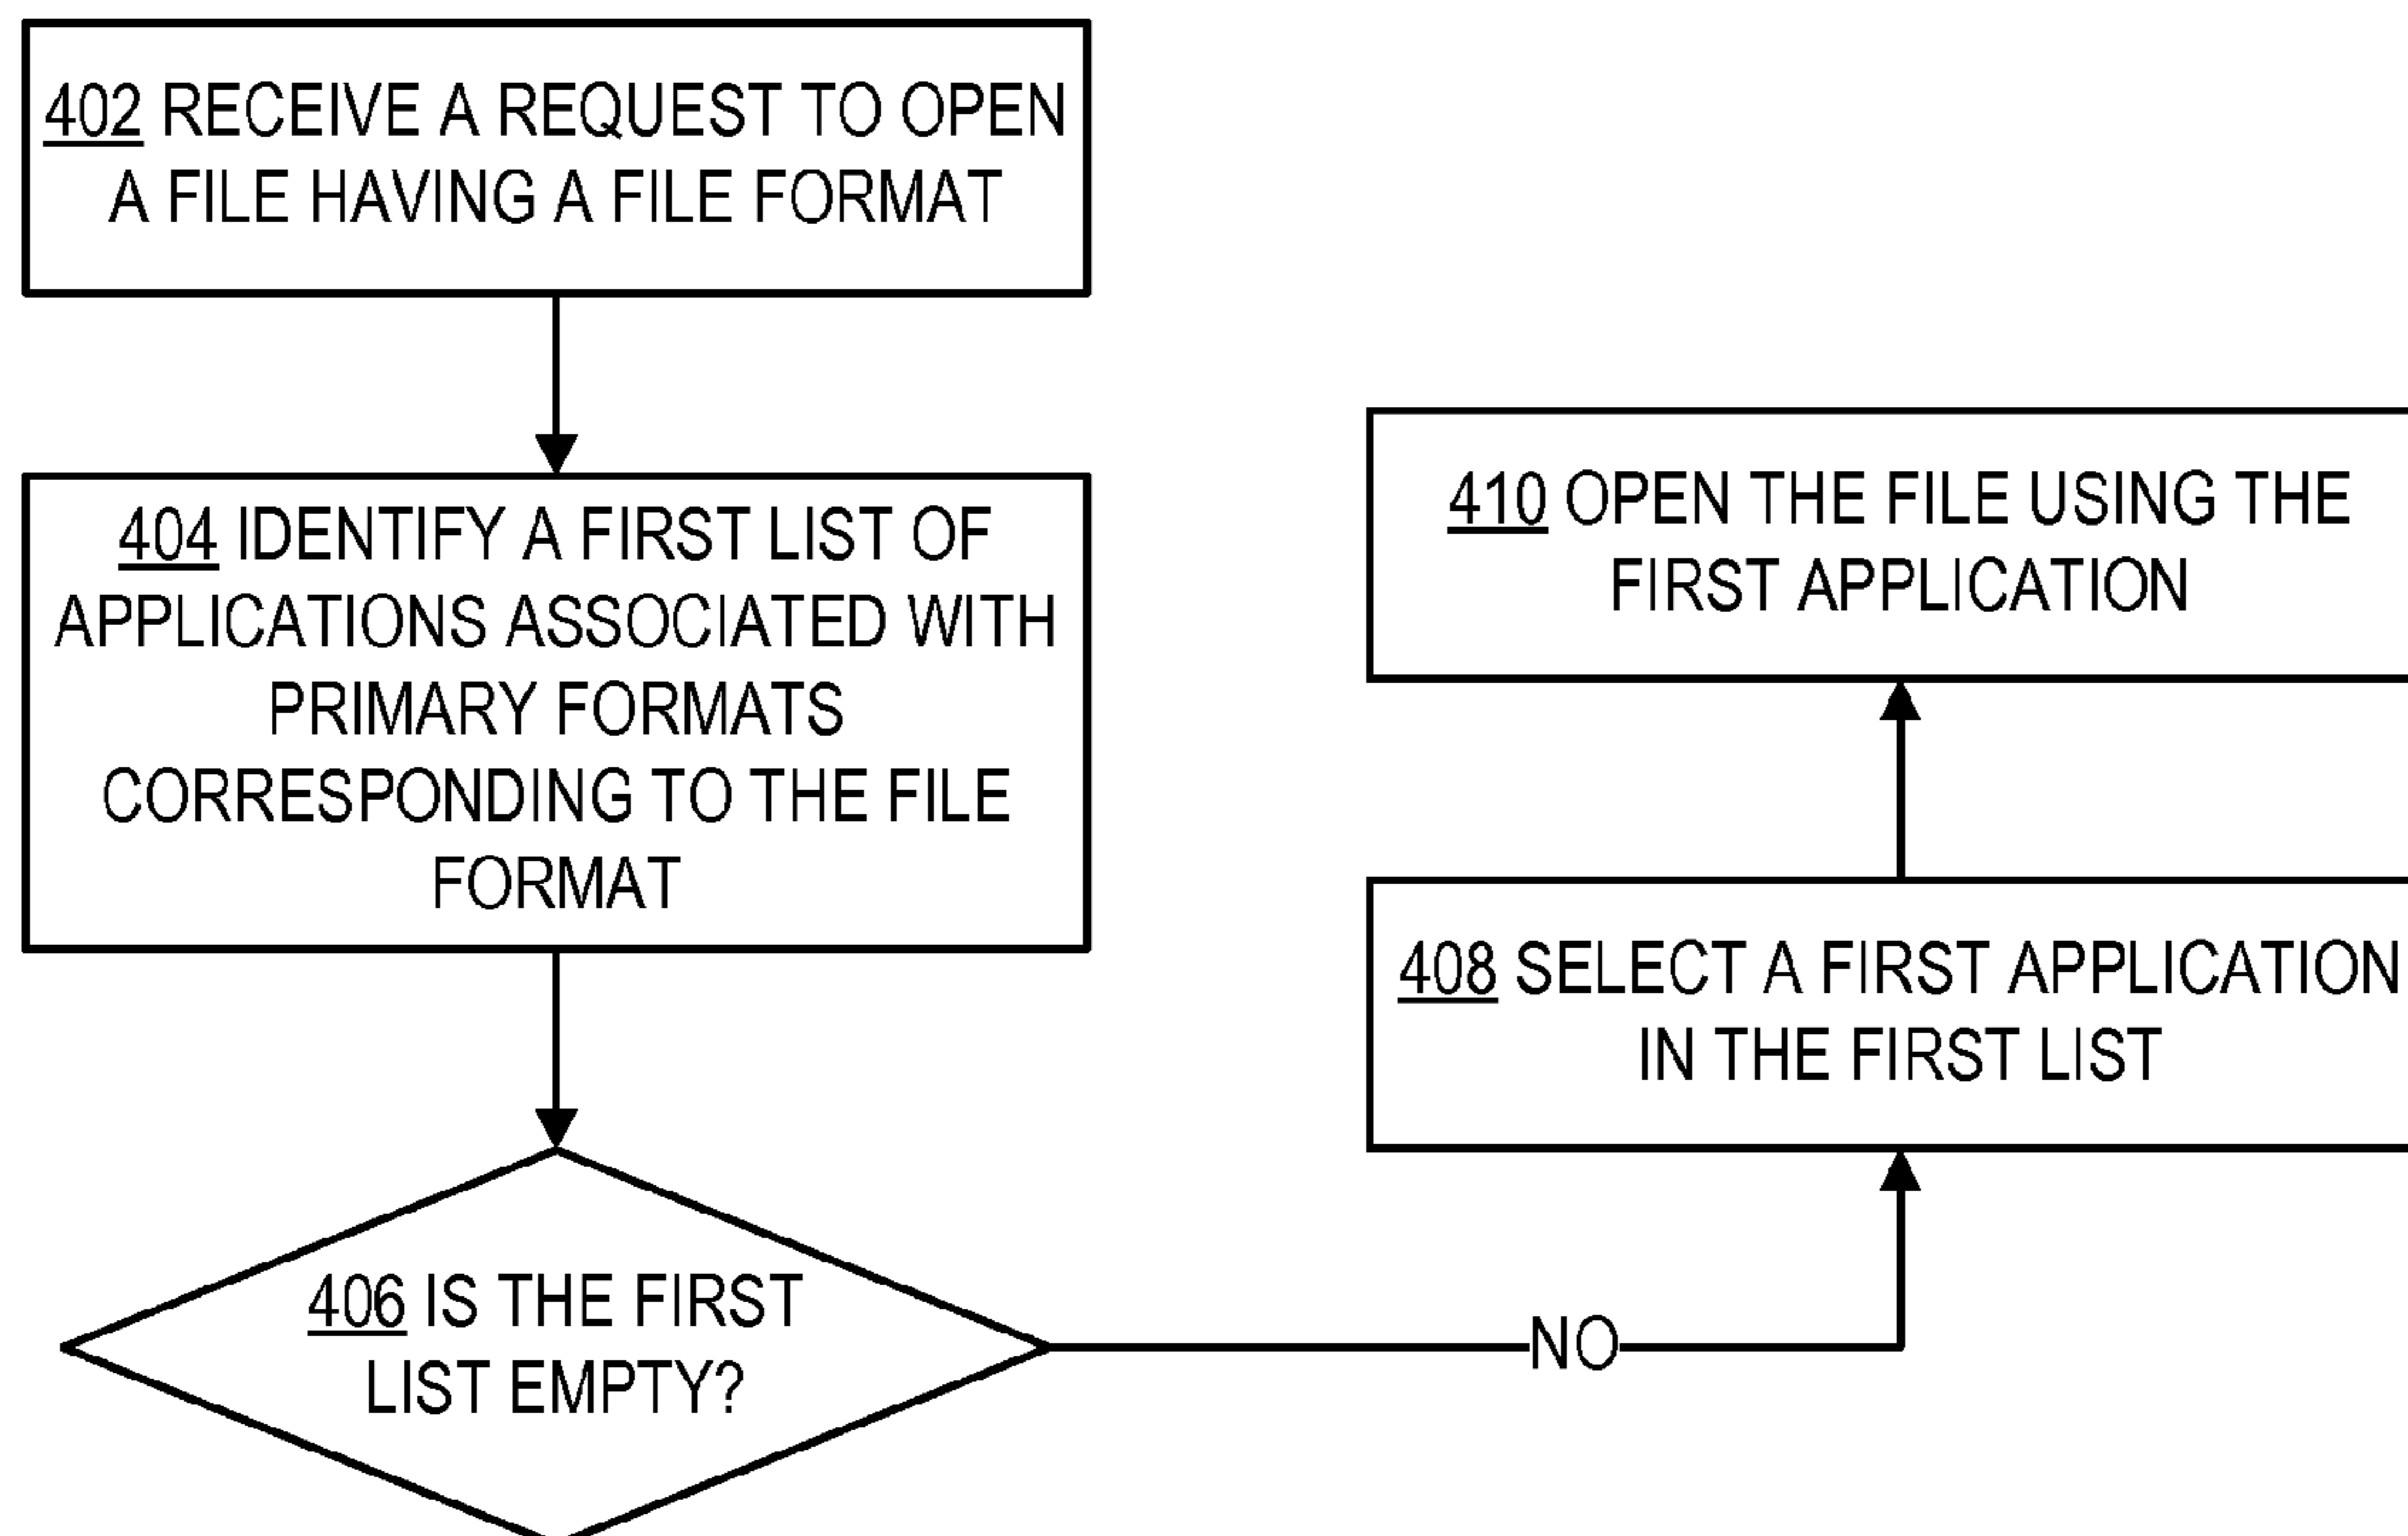 402 RECEIVE A REQUEST TO OPEN
A FILE HAVING A FILE FORMAT
404 IDENTIFY A FIRST LIST OF
APPLICATIONS ASSOCIATED WITH
PRIMARY FORMATS
CORRESPONDING TO THE FILE
FORMAT
406 IS THE FIRST
LIST EMPTY?
NO
408 SELECT A FIRST APPLICATION
IN THE FIRST LIST
410 OPEN THE FILE USING THE
FIRST APPLICATION